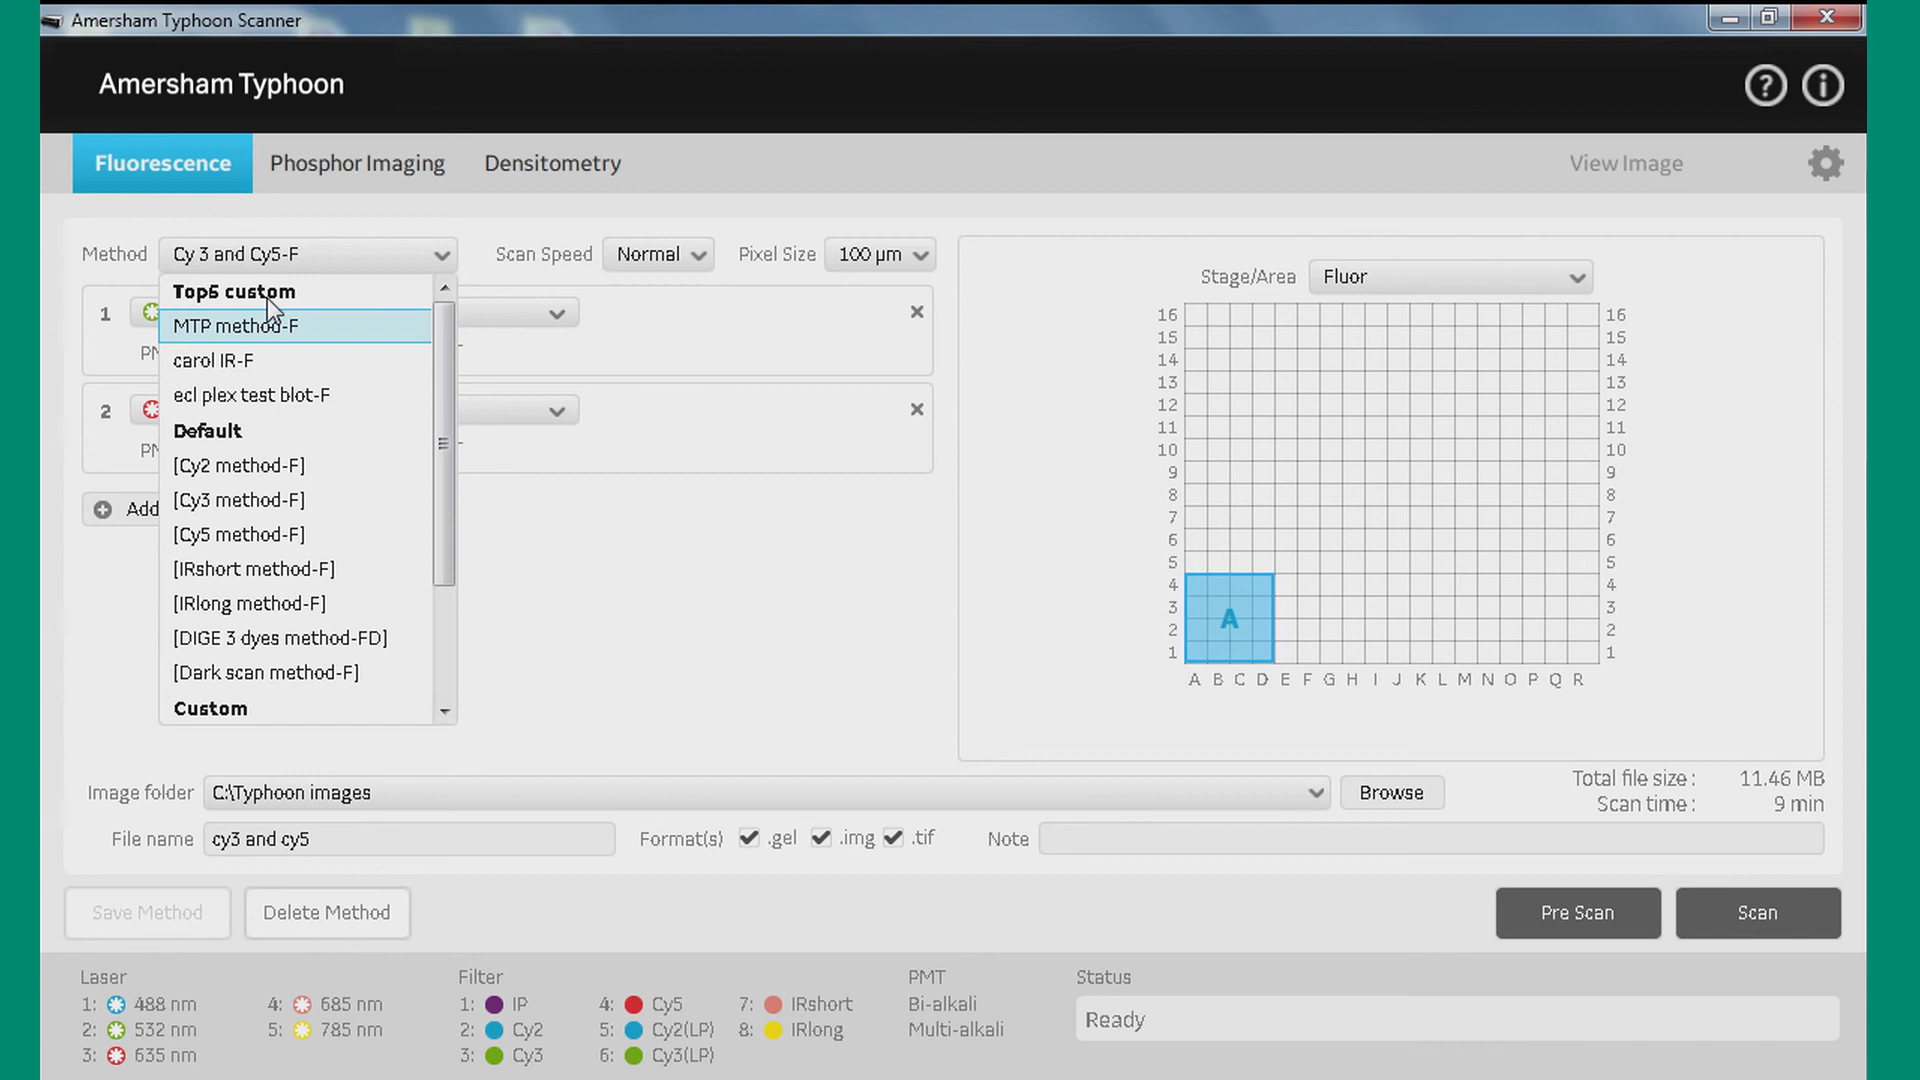 Amersham Typhoon Scanner
Amersham Typhoon
Fluorescence Phosphor Imaging Densitometry View Image
Method Cy 3 and Cy5-F Scan Speed Normal Pixel Size 100 µm
Top5 custom
MTP method-F
carol IR-F
ecl plex test blot-F
Default
[Cy2 method-F]
[Cy3 method-F]
[Cy5 method-F]
[IRshort method-F]
[IRlong method-F]
[DIGE 3 dyes method-FD]
[Dark scan method-F]
Custom
1
PM
2
PM
Add
Stage/Area Fluor
16 16
15 15
14 14
13 13
12 12
11 11
10 10
9 9
8 8
7 7
6 6
5 5
4 4
3 3
2 2
1 1
A
A B C D E F G H I J K L M N O P Q R
Image folder C:\Typhoon images Browse
Total file size : 11.46 MB
Scan time : 9 min
File name cy3 and cy5 Format(s) .gel .img .tif Note
Save Method Delete Method Pre Scan Scan
Laser
1: 488 nm 4: 685 nm
2: 532 nm 5: 785 nm
3: 635 nm
Filter
1: IP 4: Cy5 7: IRshort
2: Cy2 5: Cy2(LP) 8: IRlong
3: Cy3 6: Cy3(LP)
PMT
Bi-alkali
Multi-alkali
Status
Ready